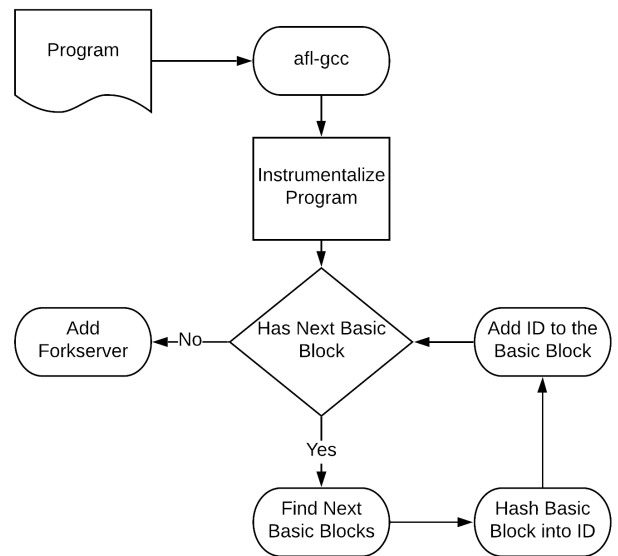 Program
afl-gcc
Instrumentalize
Program
Has Next Basic
Block
No
Add
Forkserver
Add ID to the
Basic Block
Yes
Find Next
Basic Blocks
Hash Basic
Block into ID